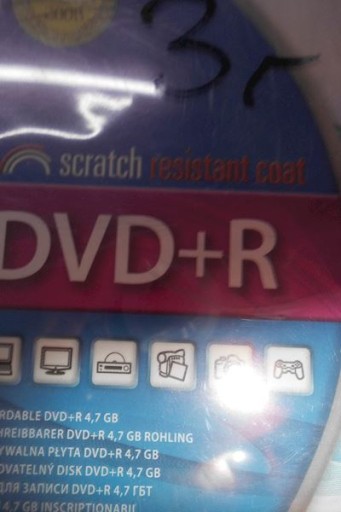 3г
scratch resistant coat
DVD+R
RDABLE DVD+R 4,7 GB
HREIBBARER DVD+R 4,7 GB ROHLING
YWALNA PŁYTA DVD+R 4,7 GB
OVATELNÝ DISK DVD+R 4,7 GB
ДЛЯ ЗАПИСИ DVD+R 4,7 ГБТ
4,7 GB INSCRIPTIONABIL